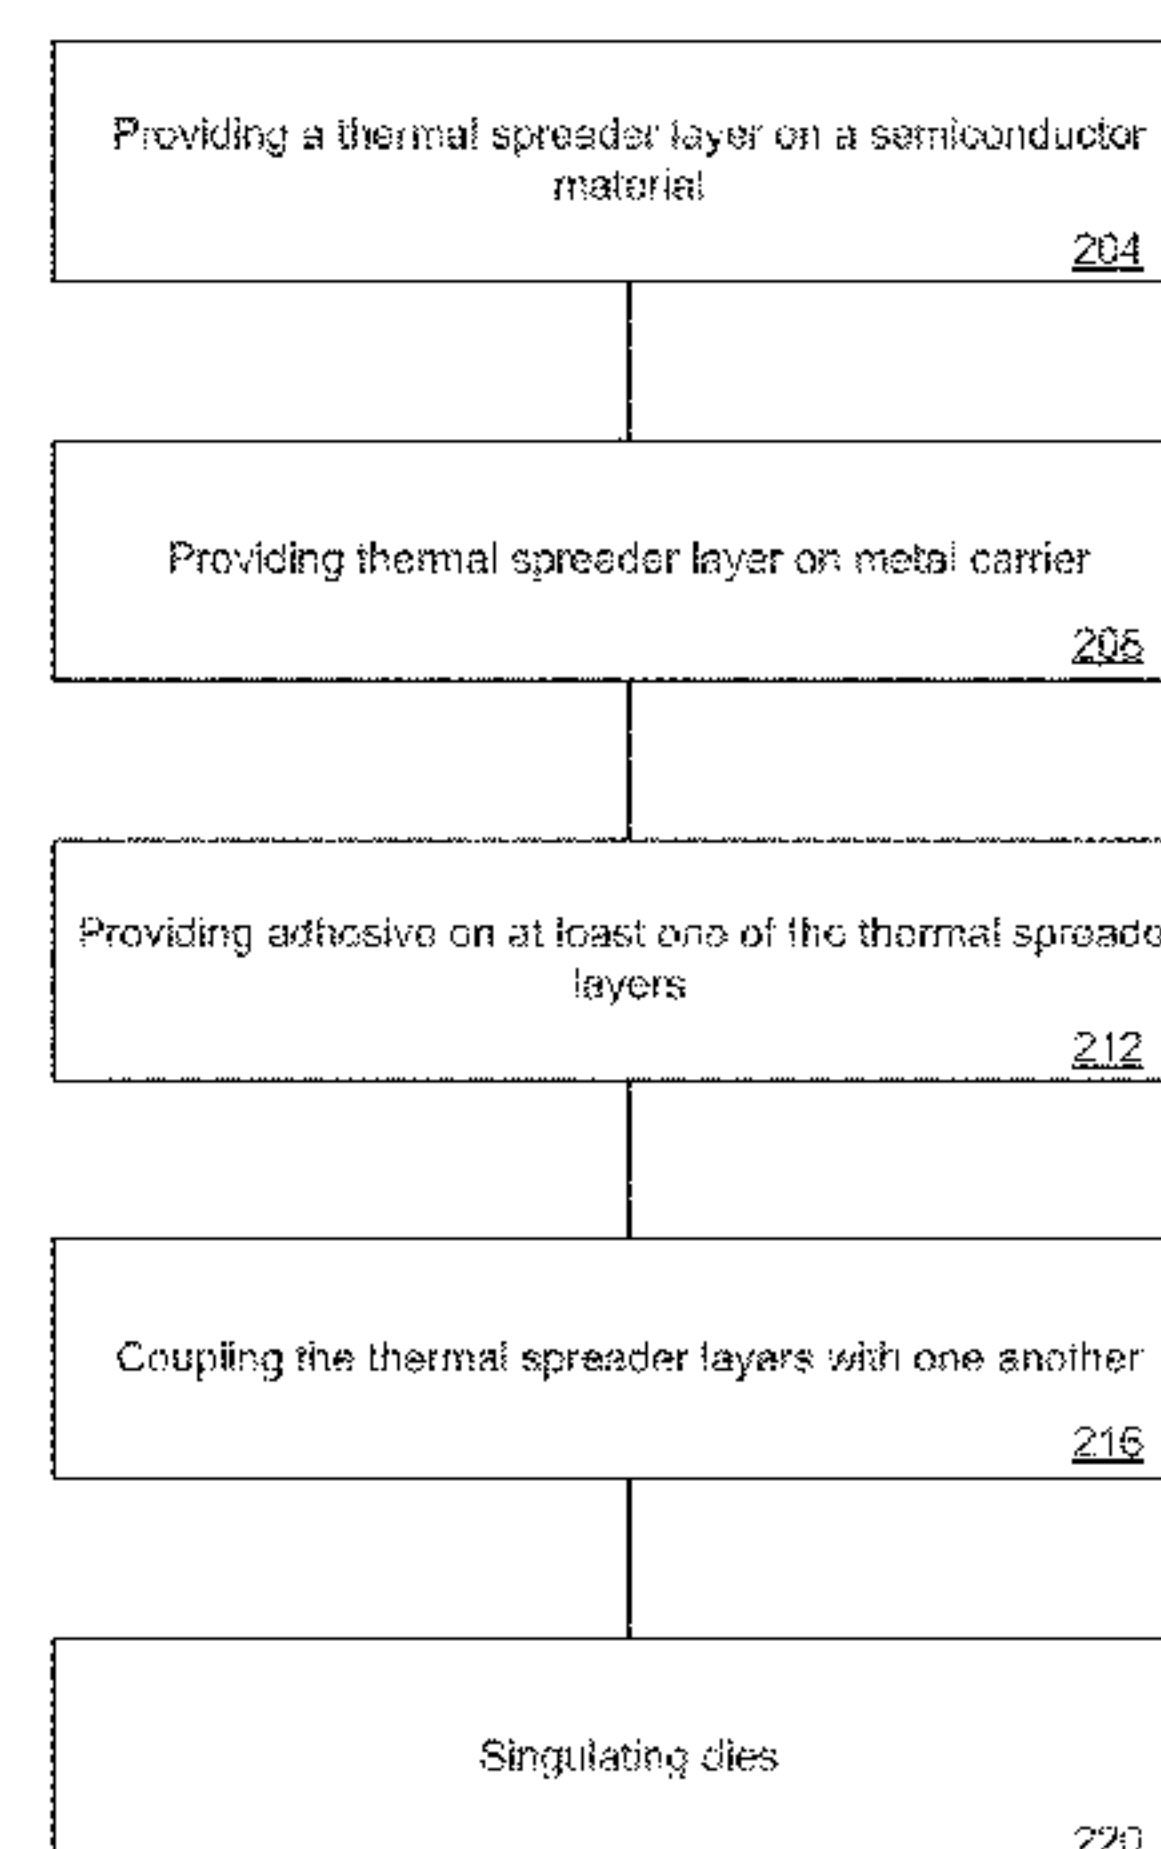 Providing a thermal spreader layer on a semiconductor
material
204
Providing thermal spreader layer on metal carrier
208
Providing adhesive on at least one of the thermal spreade
layers
212
Coupling the thermal spreader layers with one another
216
Singulating dies
220